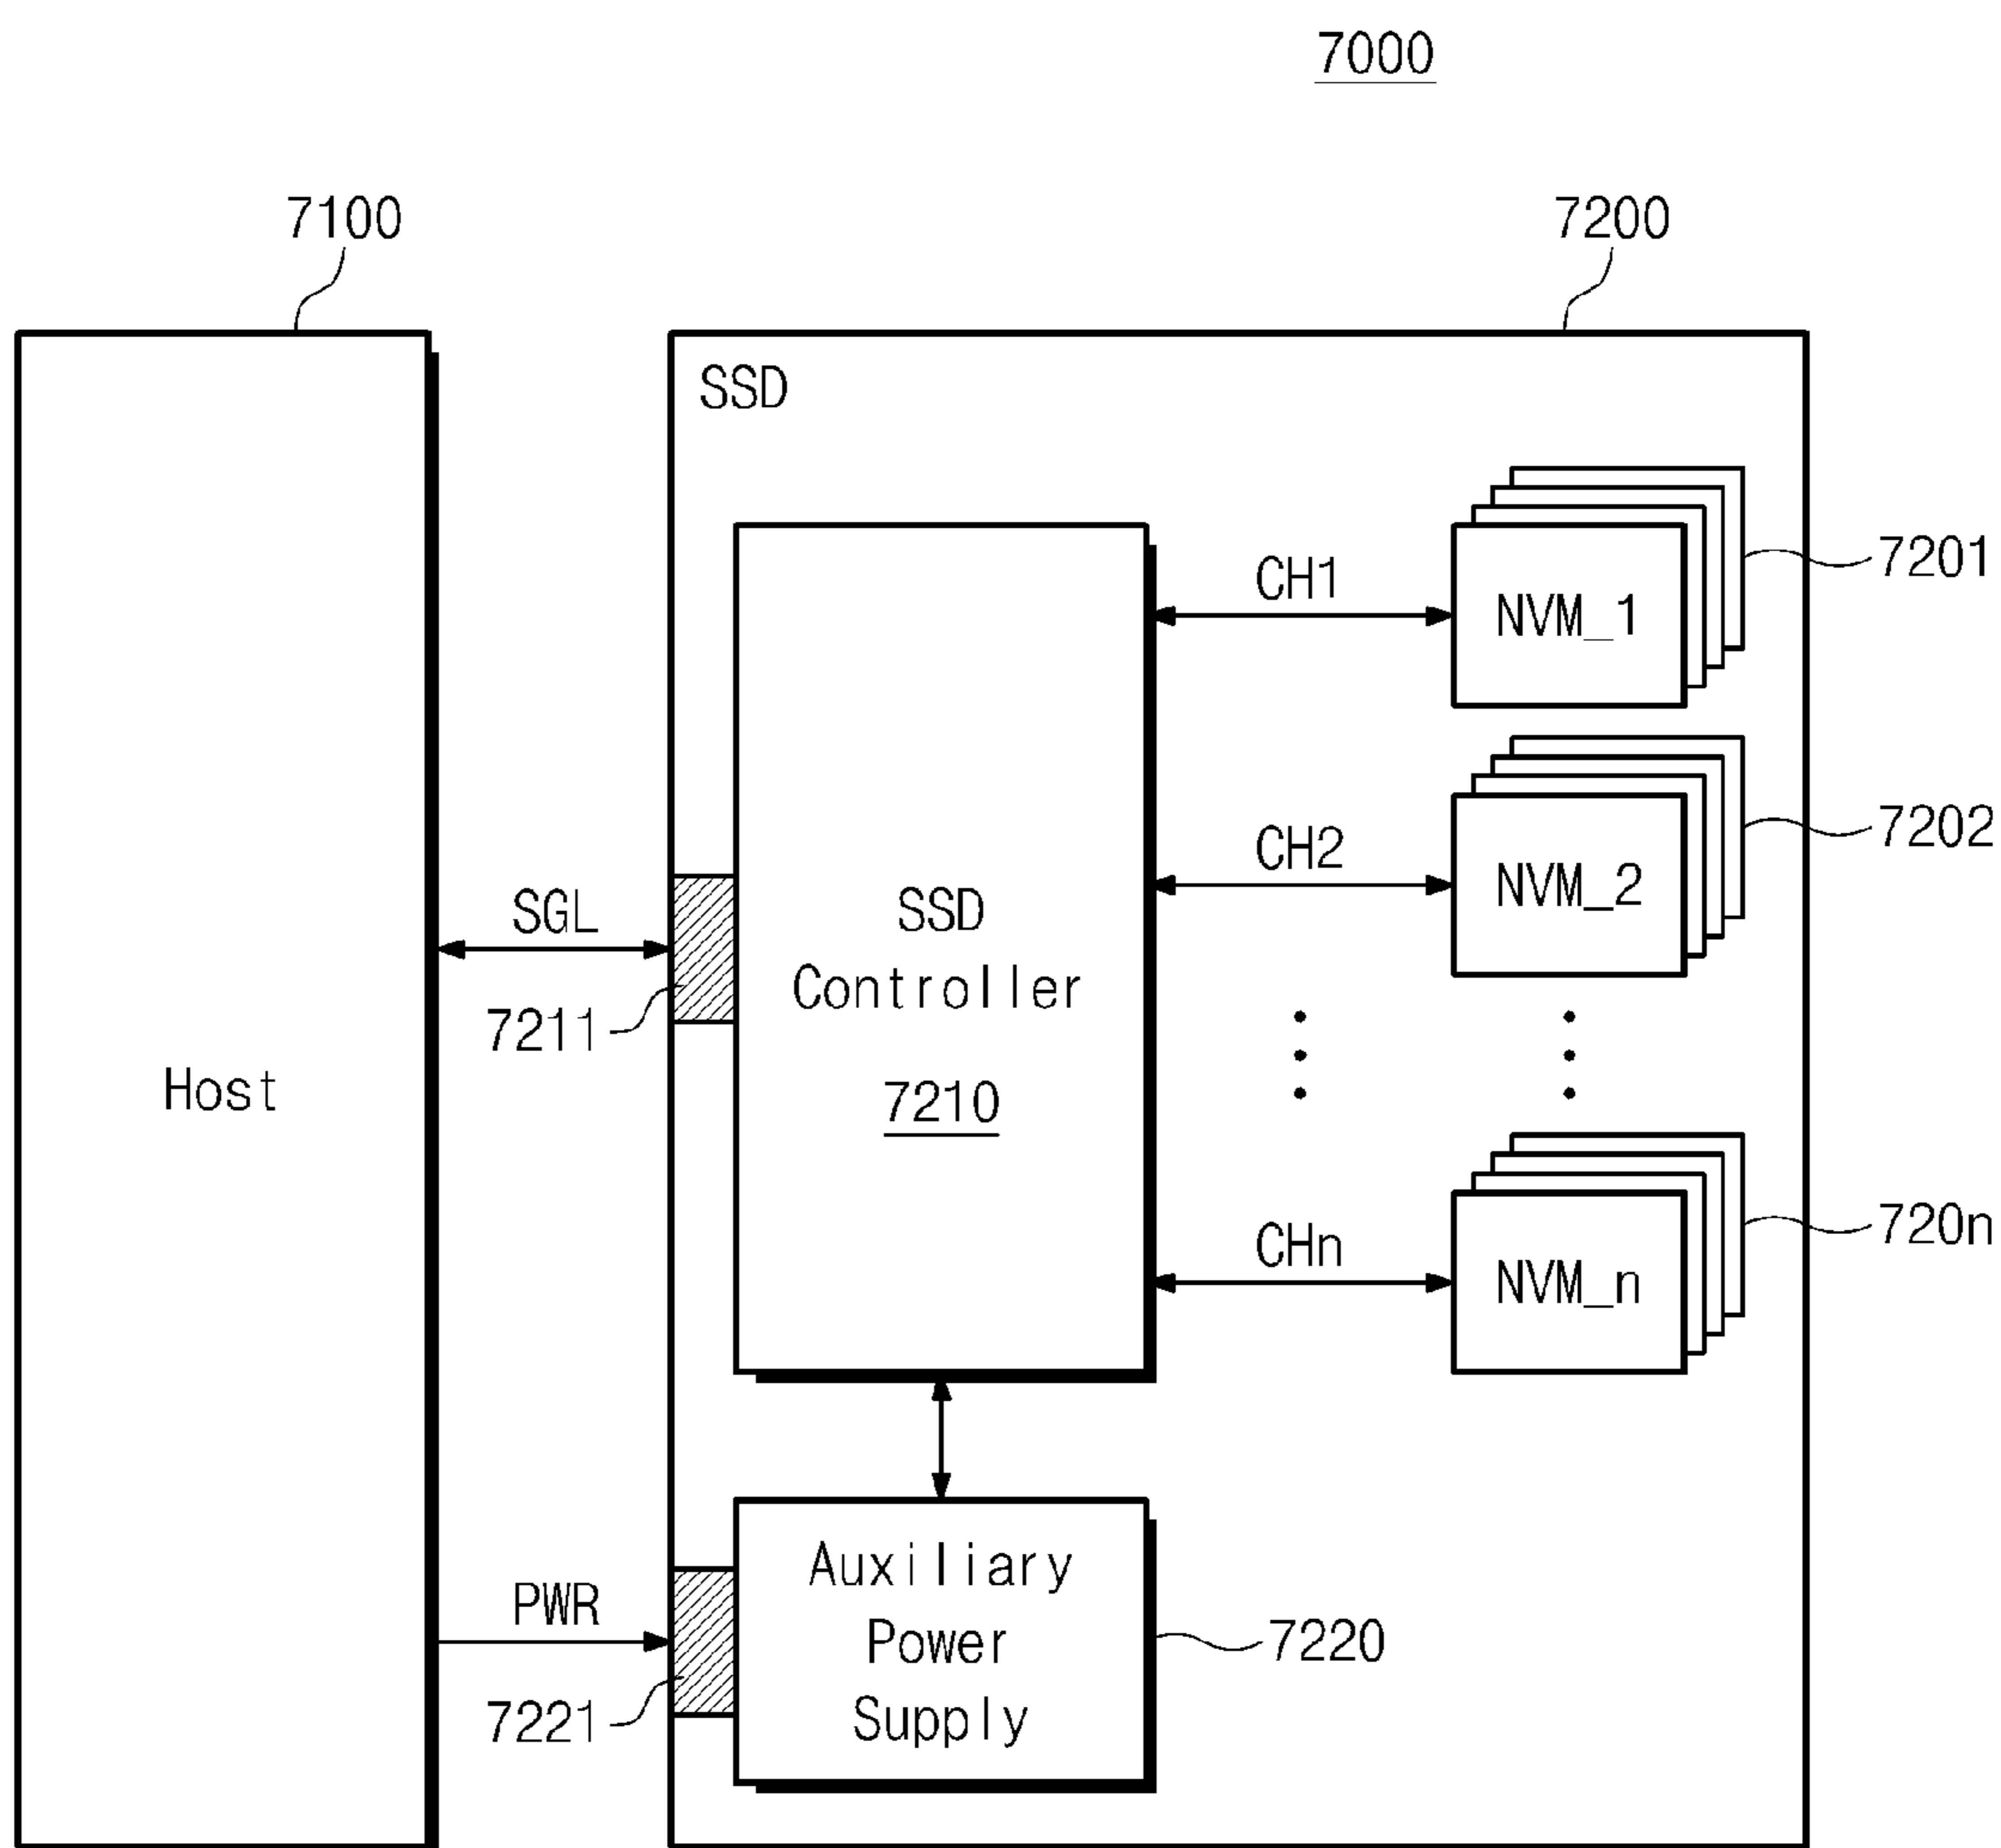 7000
7100
7200
SSD
CH1
NVM_1
7201
CH2
NVM_2
7202
SGL
7211
SSD
Controller
7210
Host
CHn
NVM_n
720n
PWR
7221
Auxiliary
Power
Supply
7220